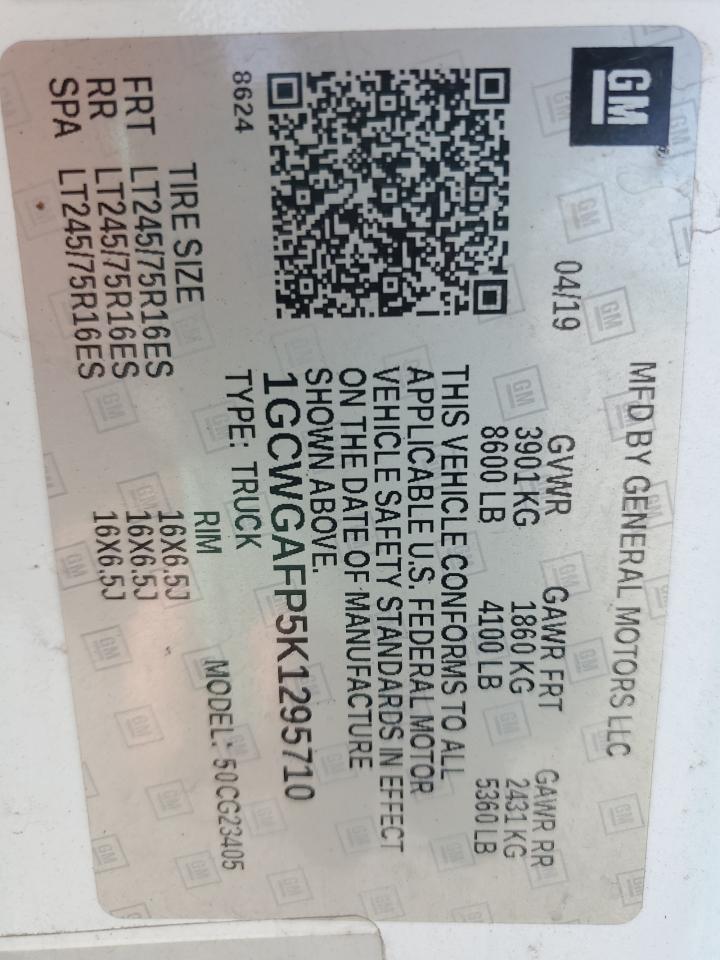 GM
MFD BY GENERAL MOTORS LLC
04/19
GVWR GAWR FRT GAWR RR
3901 KG 1860 KG 2431 KG
8600 LB 4100 LB 5360 LB
THIS VEHICLE CONFORMS TO ALL
APPLICABLE U.S. FEDERAL MOTOR
VEHICLE SAFETY STANDARDS IN EFFECT
ON THE DATE OF MANUFACTURE
SHOWN ABOVE.
1GCWGAFP5K1295710
8624
TYPE: TRUCK MODEL: 50CG23405
TIRE SIZE RIM
FRT LT245/75R16ES 16X6.5J
RR LT245/75R16ES 16X6.5J
SPA LT245/75R16ES 16X6.5J